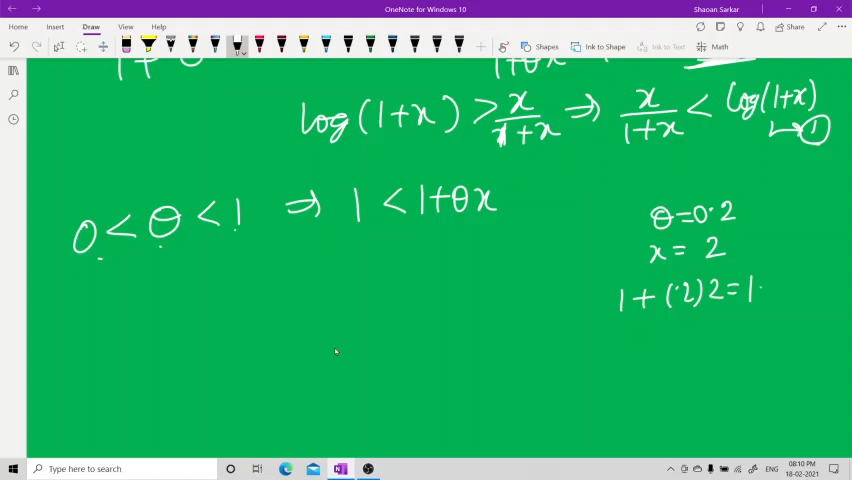 OneNote for Windows 10
Shaoan Sarkar
Home Insert Draw View Help
Share
Shapes Ink to Shape Ink to Text Math
1+θx
log(1+x) > x/1+x ⇒ x/1+x < log(1+x)
↳ 1
0 < θ < 1 ⇒ 1 < 1+θx
θ=0.2
x = 2
1+(.2)2=1.
Type here to search
ENG
08:10 PM
18-02-2021